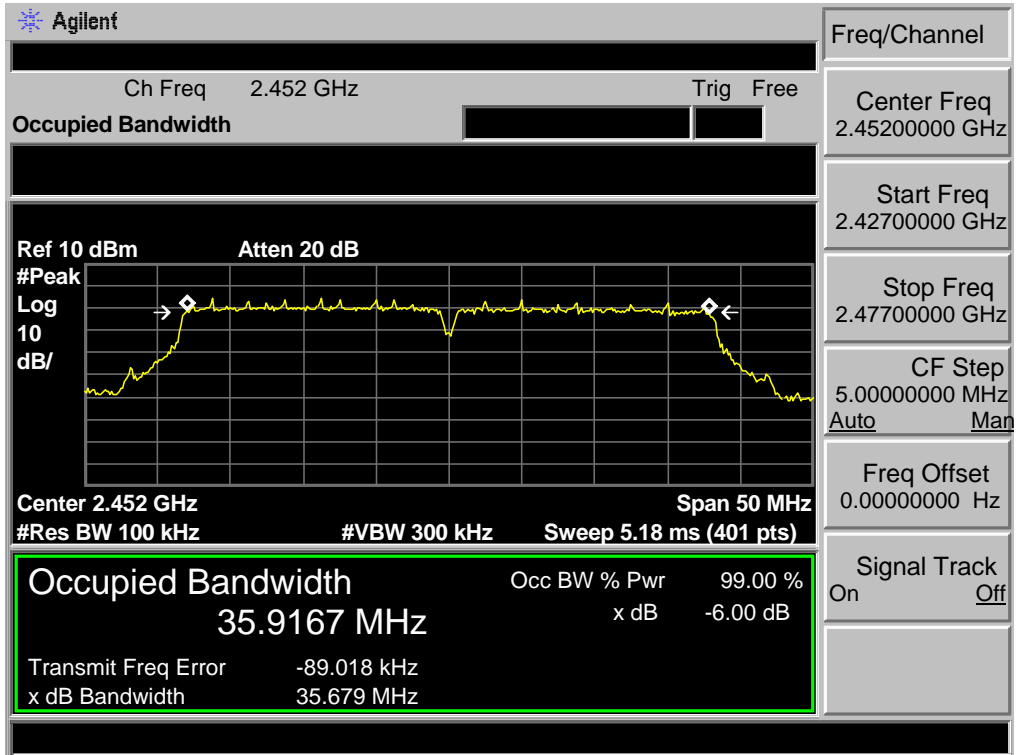 Agilent
Freq/Channel
Ch Freq 2.452 GHz Trig Free
Occupied Bandwidth
Center Freq
2.45200000 GHz
Start Freq
2.42700000 GHz
Stop Freq
2.47700000 GHz
CF Step
5.00000000 MHz
Auto Man
Freq Offset
0.00000000 Hz
Signal Track
On Off
Ref 10 dBm Atten 20 dB
#Peak
Log
10
dB/
Center 2.452 GHz Span 50 MHz
#Res BW 100 kHz #VBW 300 kHz Sweep 5.18 ms (401 pts)
Occupied Bandwidth Occ BW % Pwr 99.00 %
35.9167 MHz x dB -6.00 dB
Transmit Freq Error -89.018 kHz
x dB Bandwidth 35.679 MHz